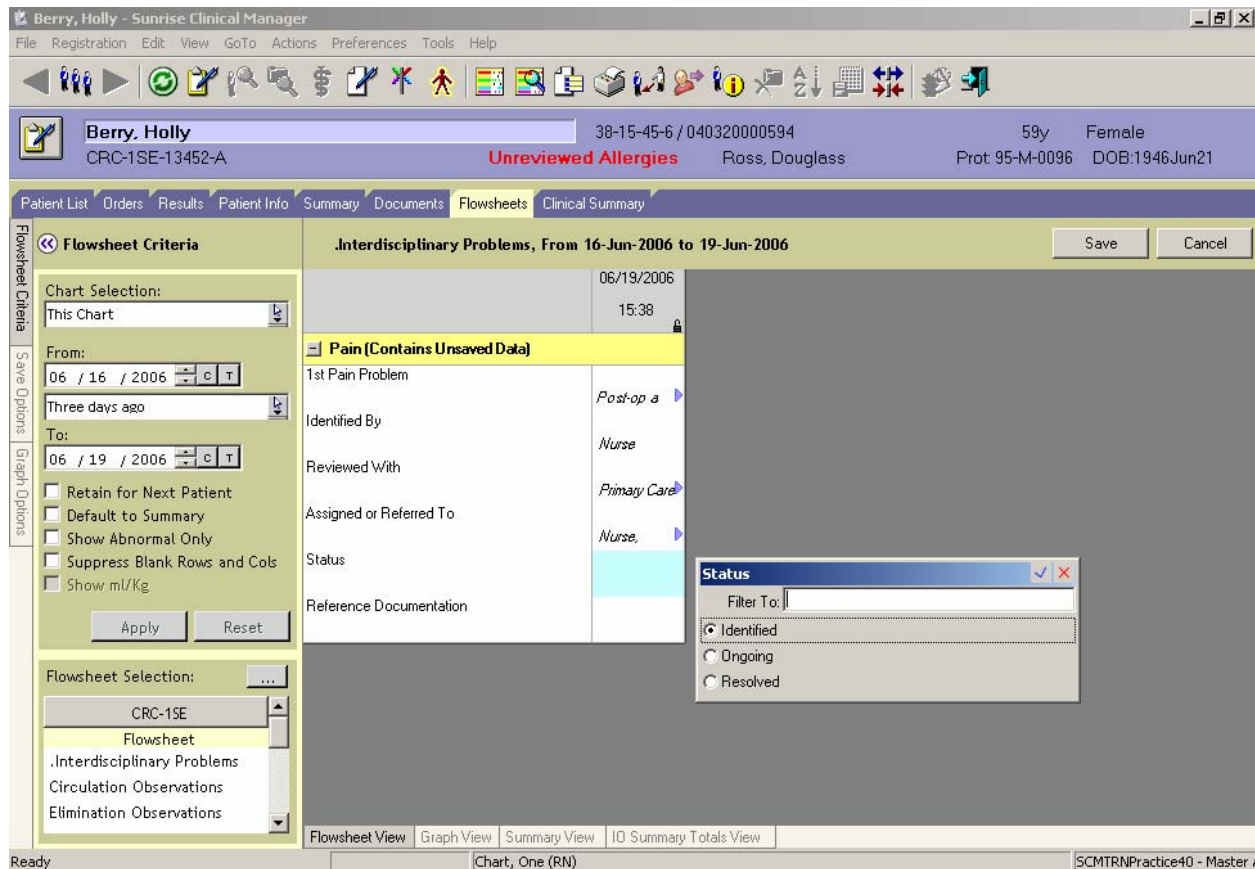 Berry, Holly - Sunrise Clinical Manager
File Registration Edit View GoTo Actions Preferences Tools Help
Berry, Holly 38-15-45-6 / 040320000594 59y Female
CRC-1SE-13452-A Unreviewed Allergies Ross, Douglass Prot: 95-M-0096 DOB:1946Jun21
Patient List Orders Results Patient Info Summary Documents Flowsheets Clinical Summary
Flowsheet Criteria
Save Options
Graph Options
Flowsheet Criteria .Interdisciplinary Problems, From 16-Jun-2006 to 19-Jun-2006 Save Cancel
Chart Selection:
This Chart
From:
06 / 16 / 2006 C T
Three days ago
To:
06 / 19 / 2006 C T
Retain for Next Patient
Default to Summary
Show Abnormal Only
Suppress Blank Rows and Cols
Show ml/Kg
Apply Reset
Flowsheet Selection: ...
CRC-1SE
Flowsheet
.Interdisciplinary Problems
Circulation Observations
Elimination Observations
06/19/2006
15:38
Pain (Contains Unsaved Data)
1st Pain Problem
Post-op a
Identified By
Nurse
Reviewed With
Primary Care
Assigned or Referred To
Nurse,
Status
Reference Documentation
Status
Filter To:
Identified
Ongoing
Resolved
Flowsheet View Graph View Summary View IO Summary Totals View
Ready Chart, One (RN) SCMTRNPractice40 - Master A